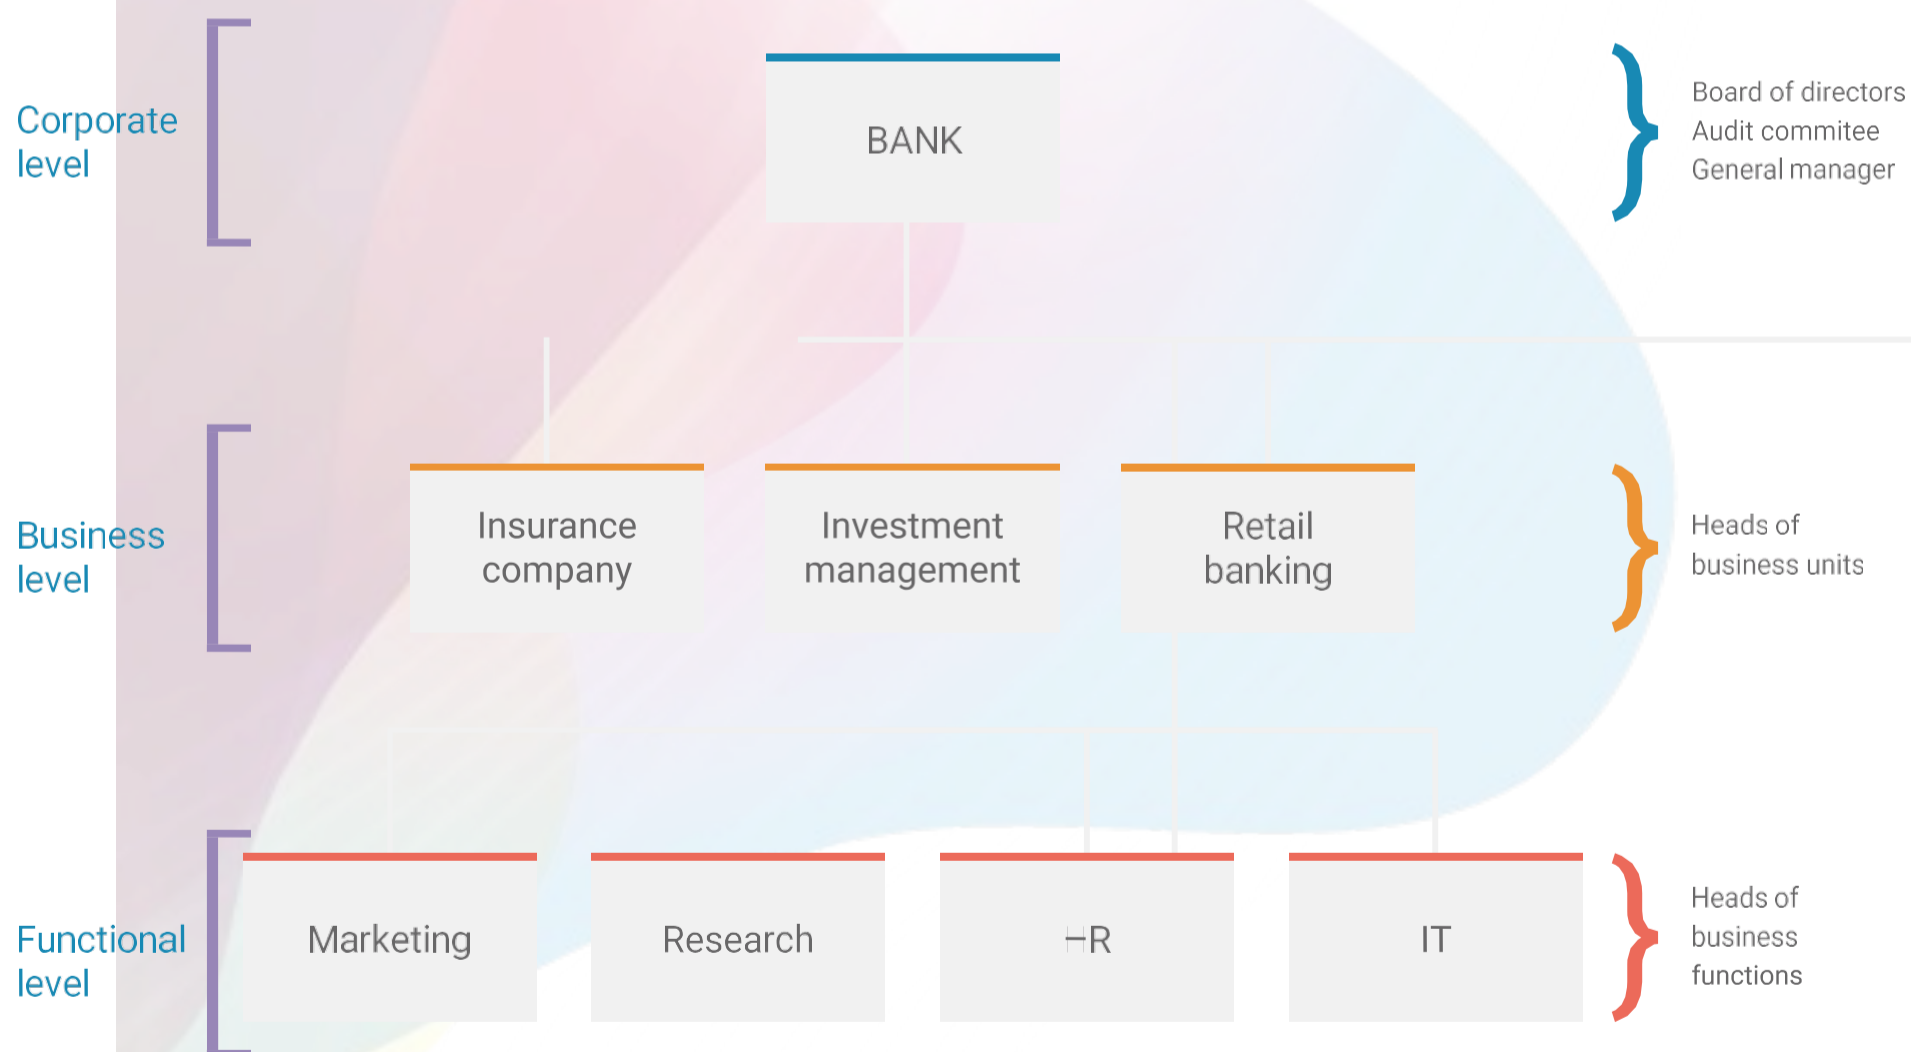 Corporate
level
BANK
Board of directors
Audit commitee
General manager
Business
level
Insurance
company
Investment
management
Retail
banking
Heads of
business units
Functional
level
Marketing
Research
HR
IT
Heads of
business
functions